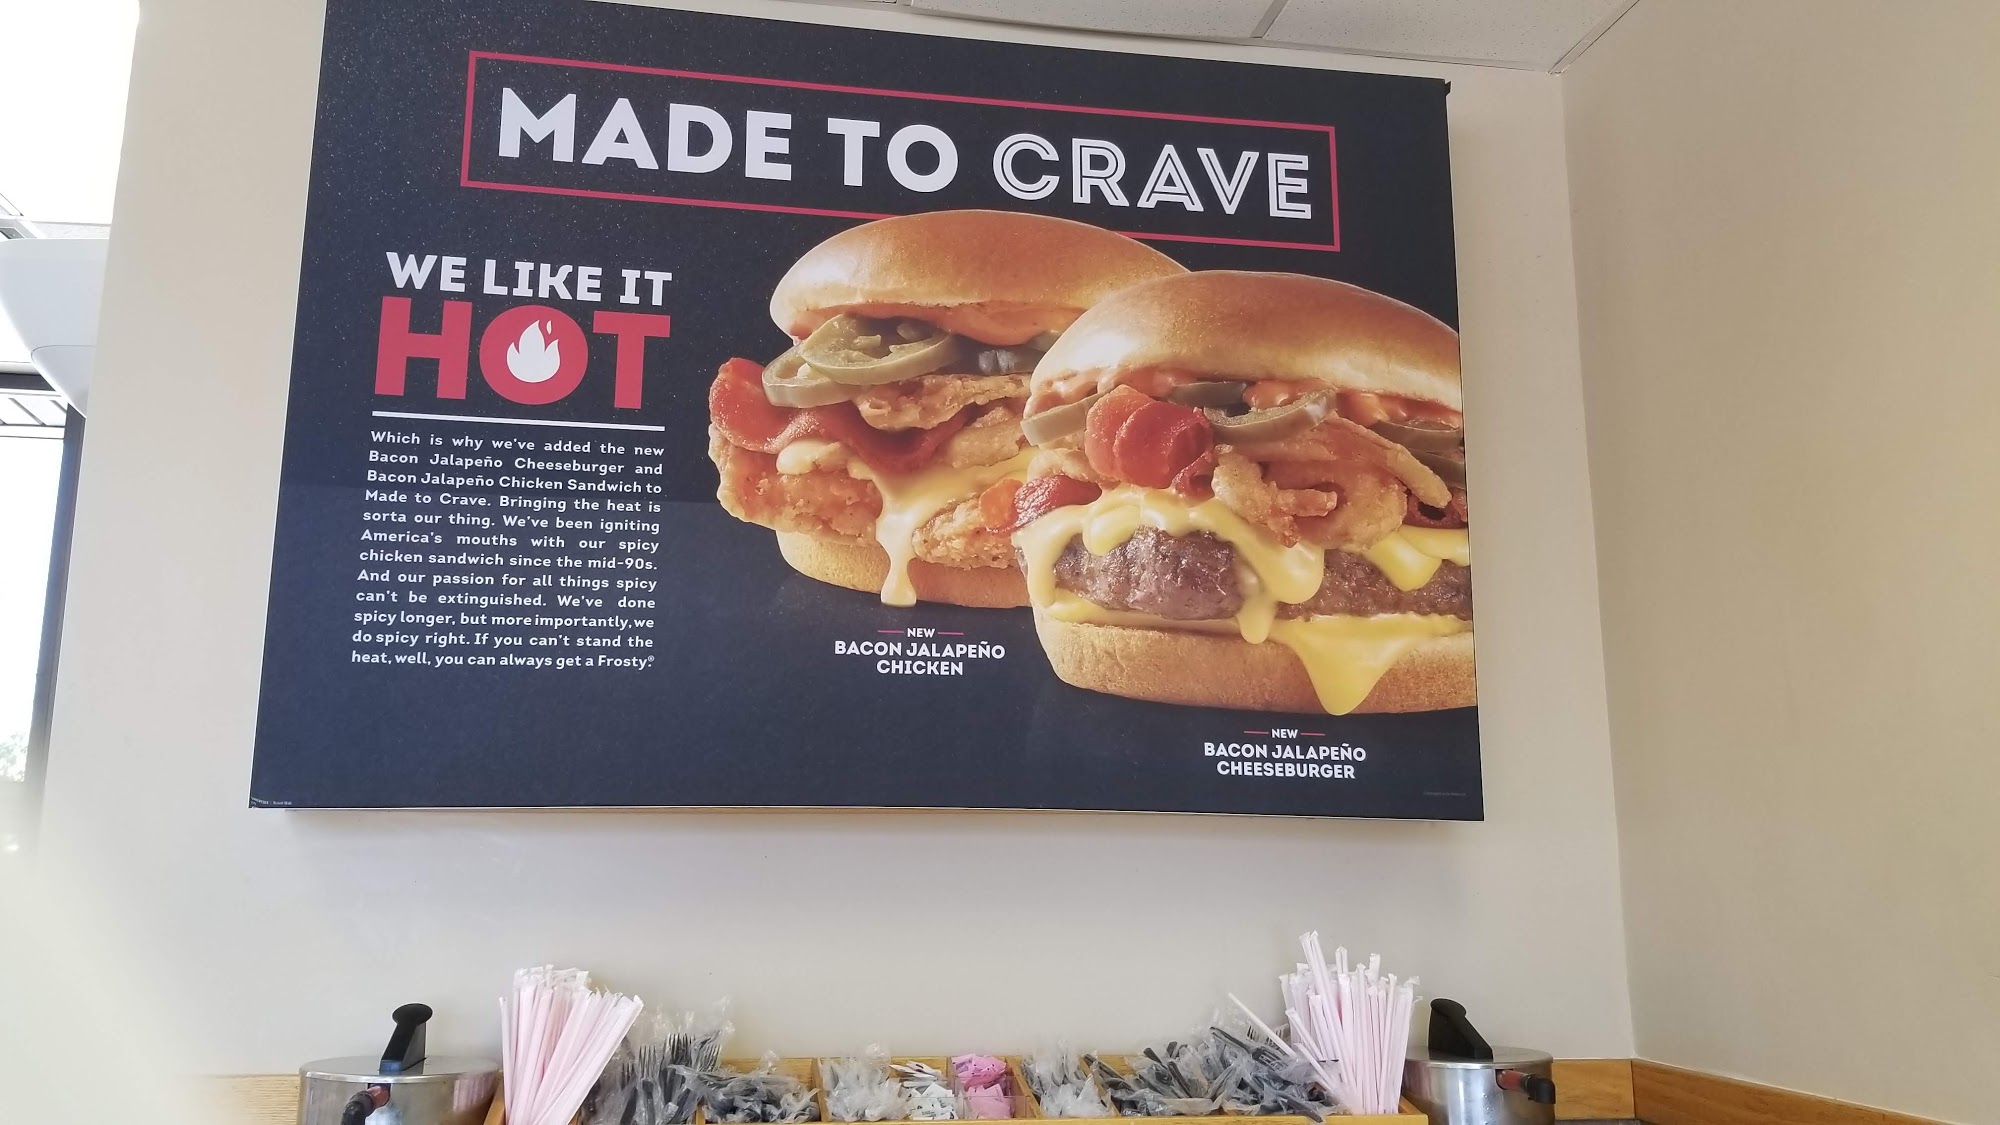 MADE TO CRAVE
WE LIKE IT
HOT
Which is why we've added the new
Bacon Jalapeño Cheeseburger and
Bacon Jalapeño Chicken Sandwich to
Made to Crave. Bringing the heat is
sorta our thing. We've been igniting
America's mouths with our spicy
chicken sandwich since the mid-90s.
And our passion for all things spicy
can't be extinguished. We've done
spicy longer, but more importantly, we
do spicy right. If you can't stand the
heat, well, you can always get a Frosty®.
NEW
BACON JALAPEÑO
CHICKEN
NEW
BACON JALAPEÑO
CHEESEBURGER